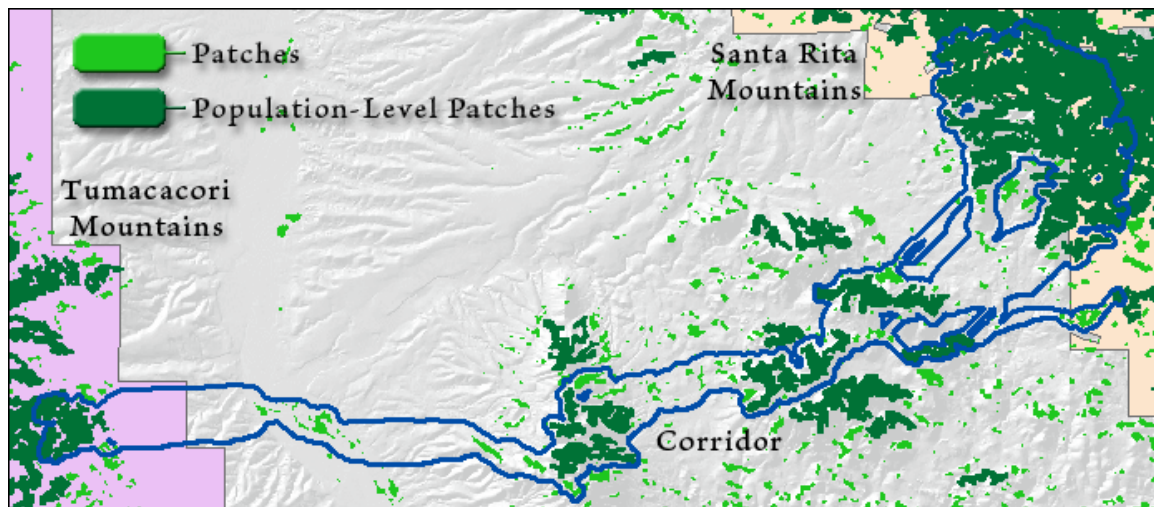 Patches
Population-Level Patches
Santa Rita
Mountains
Tumacacori
Mountains
Corridor